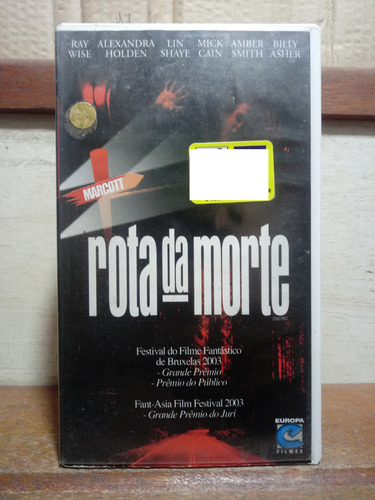 RAY WISE ALEXANDRA HOLDEN LIN SHAYE MICK CAIN AMBER SMITH BILLY ASHER
MARCOTT
rota da morte
Festival do Filme Fantástico
de Bruxelas 2003
- Grande Prêmio
- Prêmio do Público
Fant-Asia Film Festival 2003
- Grande Prêmio do Juri
EUROPA
FILMES